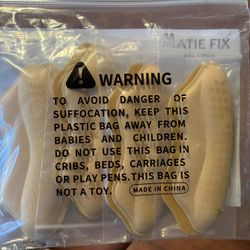 MATIE FIX
WARNING
TO AVOID DANGER OF
SUFFOCATION, KEEP THIS
PLASTIC BAG AWAY FROM
BABIES AND CHILDREN.
DO NOT USE THIS BAG IN
CRIBS, BEDS, CARRIAGES
OR PLAY PENS. THIS BAG IS
NOT A TOY. MADE IN CHINA